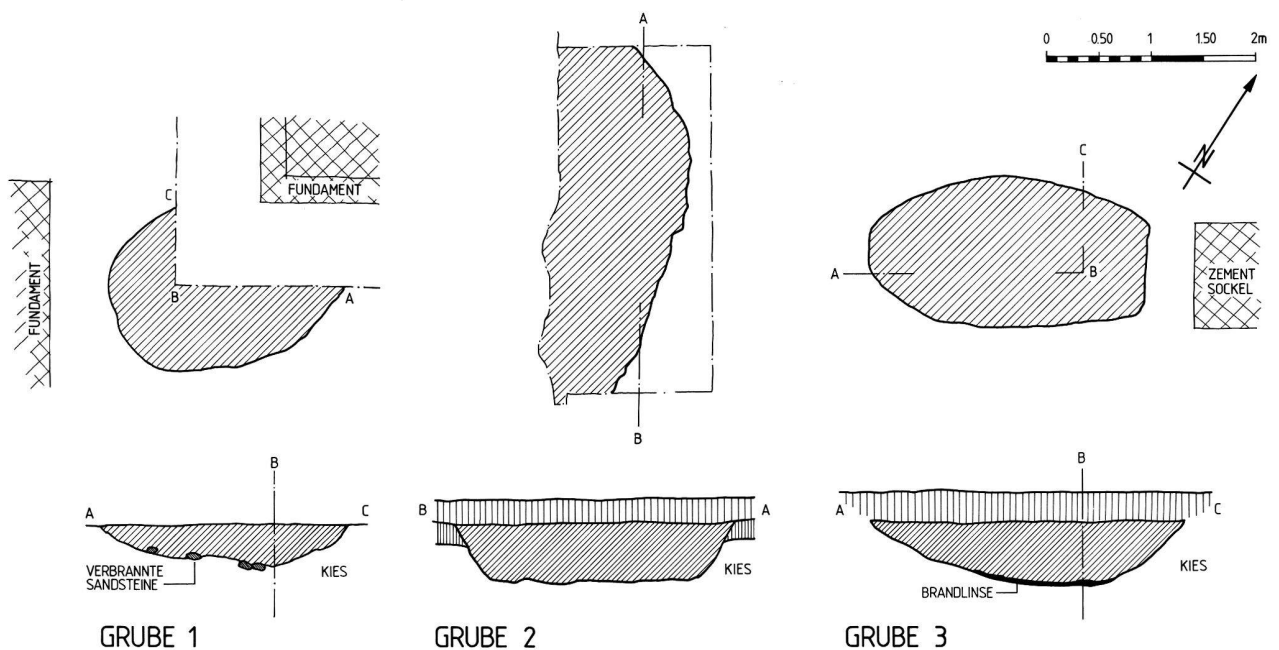 0 0.50 1 1.50 2m
N
FUNDAMENT
FUNDAMENT
C
B
A
A
B
C
A
B
ZEMENT
SOCKEL
A
B
C
VERBRANNTE
SANDSTEINE
KIES
GRUBE 1
B
A
KIES
GRUBE 2
A
B
C
BRANDLINSE
KIES
GRUBE 3